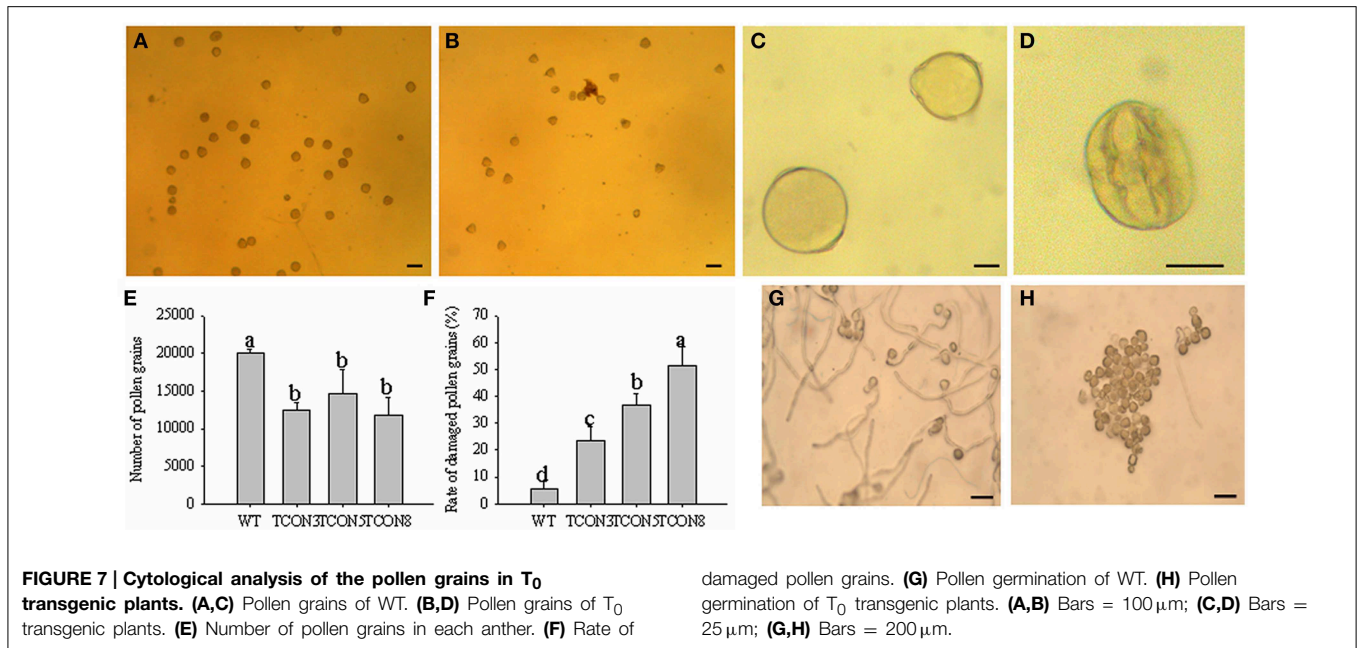 A
B
C
D
E
F
G
H
25000
20000
15000
10000
5000
0
Number of pollen grains
a
b
b
b
WT TCON3 TCON5 TCON8
70
60
50
40
30
20
10
0
Rate of damaged pollen grains (%)
d
c
b
a
WT TCON3 TCON5 TCON8
FIGURE 7 | Cytological analysis of the pollen grains in T0
transgenic plants. (A,C) Pollen grains of WT. (B,D) Pollen grains of T0
transgenic plants. (E) Number of pollen grains in each anther. (F) Rate of
damaged pollen grains. (G) Pollen germination of WT. (H) Pollen
germination of T0 transgenic plants. (A,B) Bars = 100 μm; (C,D) Bars =
25 μm; (G,H) Bars = 200 μm.